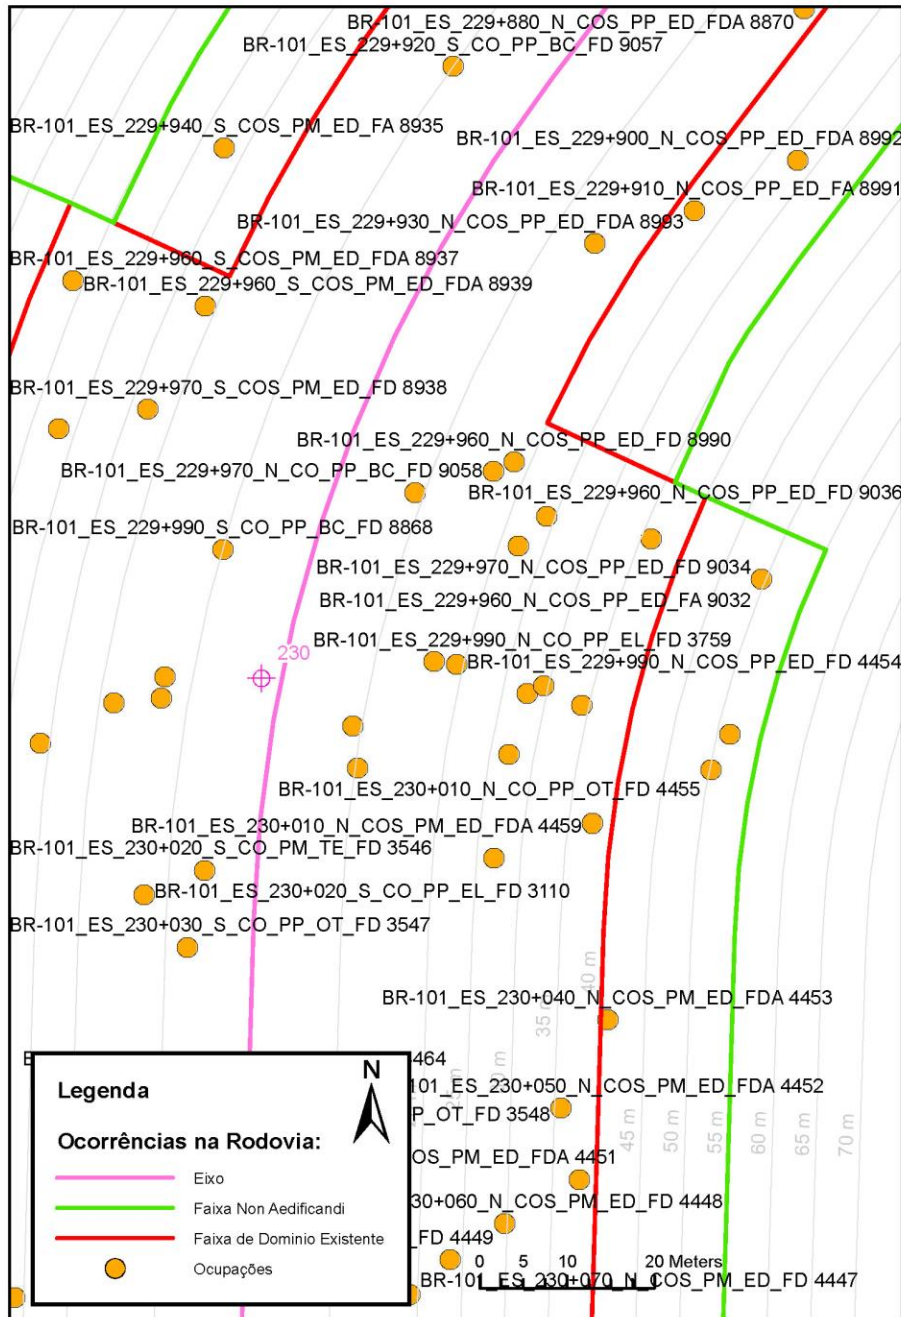 BR-101_ES_229+880_N_COS_PP_ED_FDA 8870
BR-101_ES_229+920_S_CO_PP_BC_FD 9057
BR-101_ES_229+940_S_COS_PM_ED_FA 8935
BR-101_ES_229+900_N_COS_PP_ED_FDA 8992
BR-101_ES_229+910_N_COS_PP_ED_FA 8991
BR-101_ES_229+930_N_COS_PP_ED_FDA 8993
BR-101_ES_229+960_S_COS_PM_ED_FDA 8937
BR-101_ES_229+960_S_COS_PM_ED_FDA 8939
BR-101_ES_229+970_S_COS_PM_ED_FD 8938
BR-101_ES_229+960_N_COS_PP_ED_FD 8990
BR-101_ES_229+970_N_CO_PP_BC_FD 9058
BR-101_ES_229+960_N_COS_PP_ED_FD 9036
BR-101_ES_229+990_S_CO_PP_BC_FD 8868
BR-101_ES_229+970_N_COS_PP_ED_FD 9034
BR-101_ES_229+960_N_COS_PP_ED_FA 9032
BR-101_ES_229+990_N_CO_PP_EL_FD 3759
230
BR-101_ES_229+990_N_COS_PP_ED_FD 4454
BR-101_ES_230+010_N_CO_PP_OT_FD 4455
BR-101_ES_230+010_N_COS_PM_ED_FDA 4459
BR-101_ES_230+020_S_CO_PM_TE_FD 3546
BR-101_ES_230+020_S_CO_PP_EL_FD 3110
BR-101_ES_230+030_S_CO_PP_OT_FD 3547
BR-101_ES_230+040_N_COS_PM_ED_FDA 4453
40 m
35 m
45 m
50 m
55 m
60 m
65 m
70 m
464
101_ES_230+050_N_COS_PM_ED_FDA 4452
P_OT_FD 3548
OS_PM_ED_FDA 4451
30+060_N_COS_PM_ED_FD 4448
_FD 4449
0 5 10 20 Meters
BR-101_ES_230+070_N_COS_PM_ED_FD 4447
N
Legenda
Ocorrências na Rodovia:
Eixo
Faixa Non Aedificandi
Faixa de Dominio Existente
Ocupações